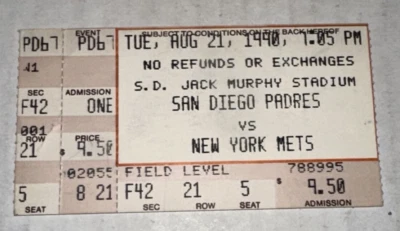 EVENT
SUBJECT TO CONDITIONS ON THE BACK HEREOF
PD67 PD67 TUE, AUG 21, 1990, 7:05 PM
NO REFUNDS OR EXCHANGES
S.D. JACK MURPHY STADIUM
SEC ADMISSION
F42 ONE SAN DIEGO PADRES
001 VS
ROW PRICE
21 $ 9.50 NEW YORK METS
02055 FIELD LEVEL 788995
5 8 21 F42 21 5 $ 9.50
SEAT SEC ROW SEAT ADMISSION